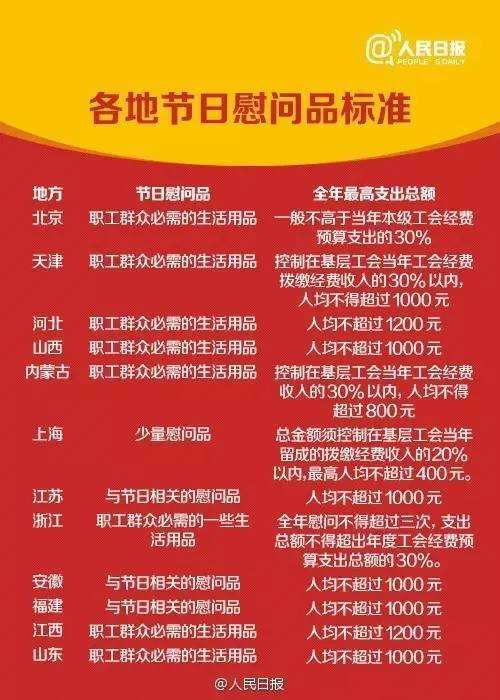 @人民日报
PEOPLE'S DAILY
各地节日慰问品标准
地方 节日慰问品 全年最高支出总额
北京 职工群众必需的生活用品 一般不高于当年本级工会经费
预算支出的30%
天津 职工群众必需的生活用品 控制在基层工会当年工会经费
拨缴经费收入的30%以内,
人均不得超过1000元
河北 职工群众必需的生活用品 人均不超过1200元
山西 职工群众必需的生活用品 人均不超过1000元
内蒙古 职工群众必需的生活用品 控制在基层工会当年工会经费
收入的30%以内,人均不得
超过800元
上海 少量慰问品 总金额须控制在基层工会当年
留成的拨缴经费收入的20%
以内,最高人均不超过400元。
江苏 与节日相关的慰问品 人均不超过1000元
浙江 职工群众必需的一些生
活用品 全年慰问不得超过三次,支出
总额不得超出年度工会经费预
算支出总额的30%。
安徽 与节日相关的慰问品 人均不超过1000元
福建 与节日相关的慰问品 人均不超过1000元
江西 职工群众必需的生活用品 人均不超过1200元
山东 职工群众必需的生活用品 人均不超过1000元
@人民日报